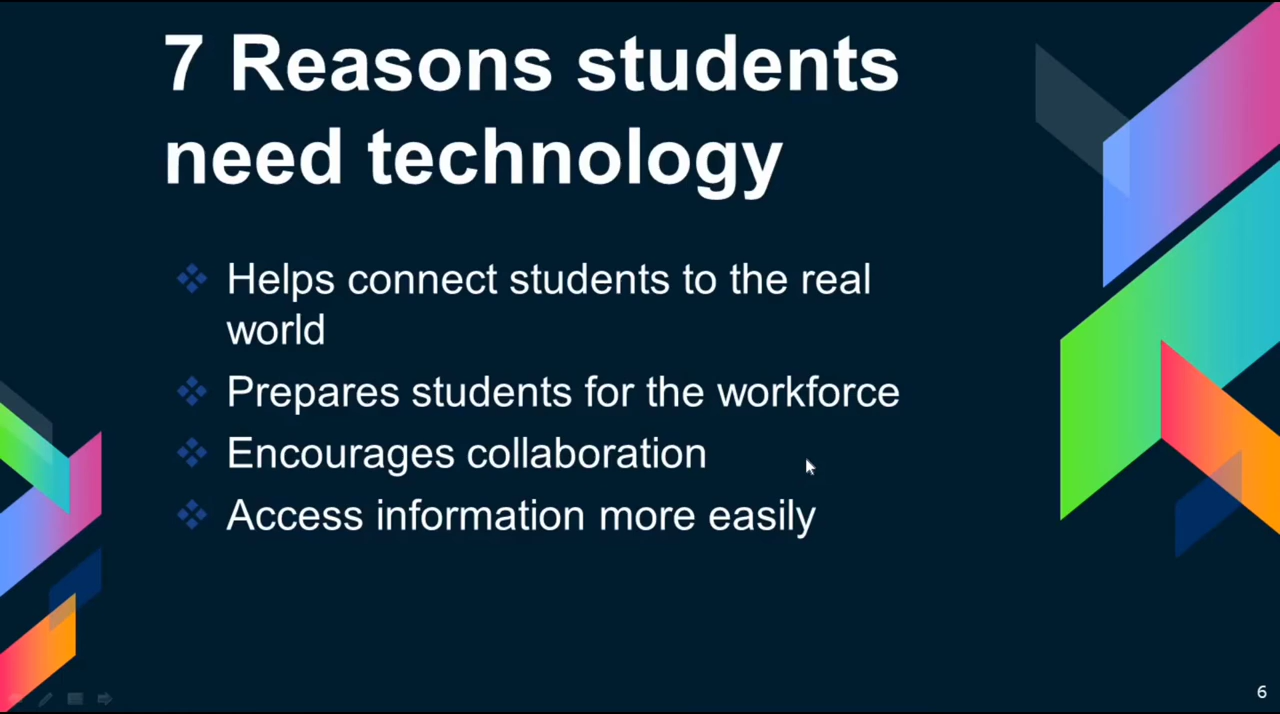 7 Reasons students
need technology
Helps connect students to the real
world
Prepares students for the workforce
Encourages collaboration
Access information more easily
6